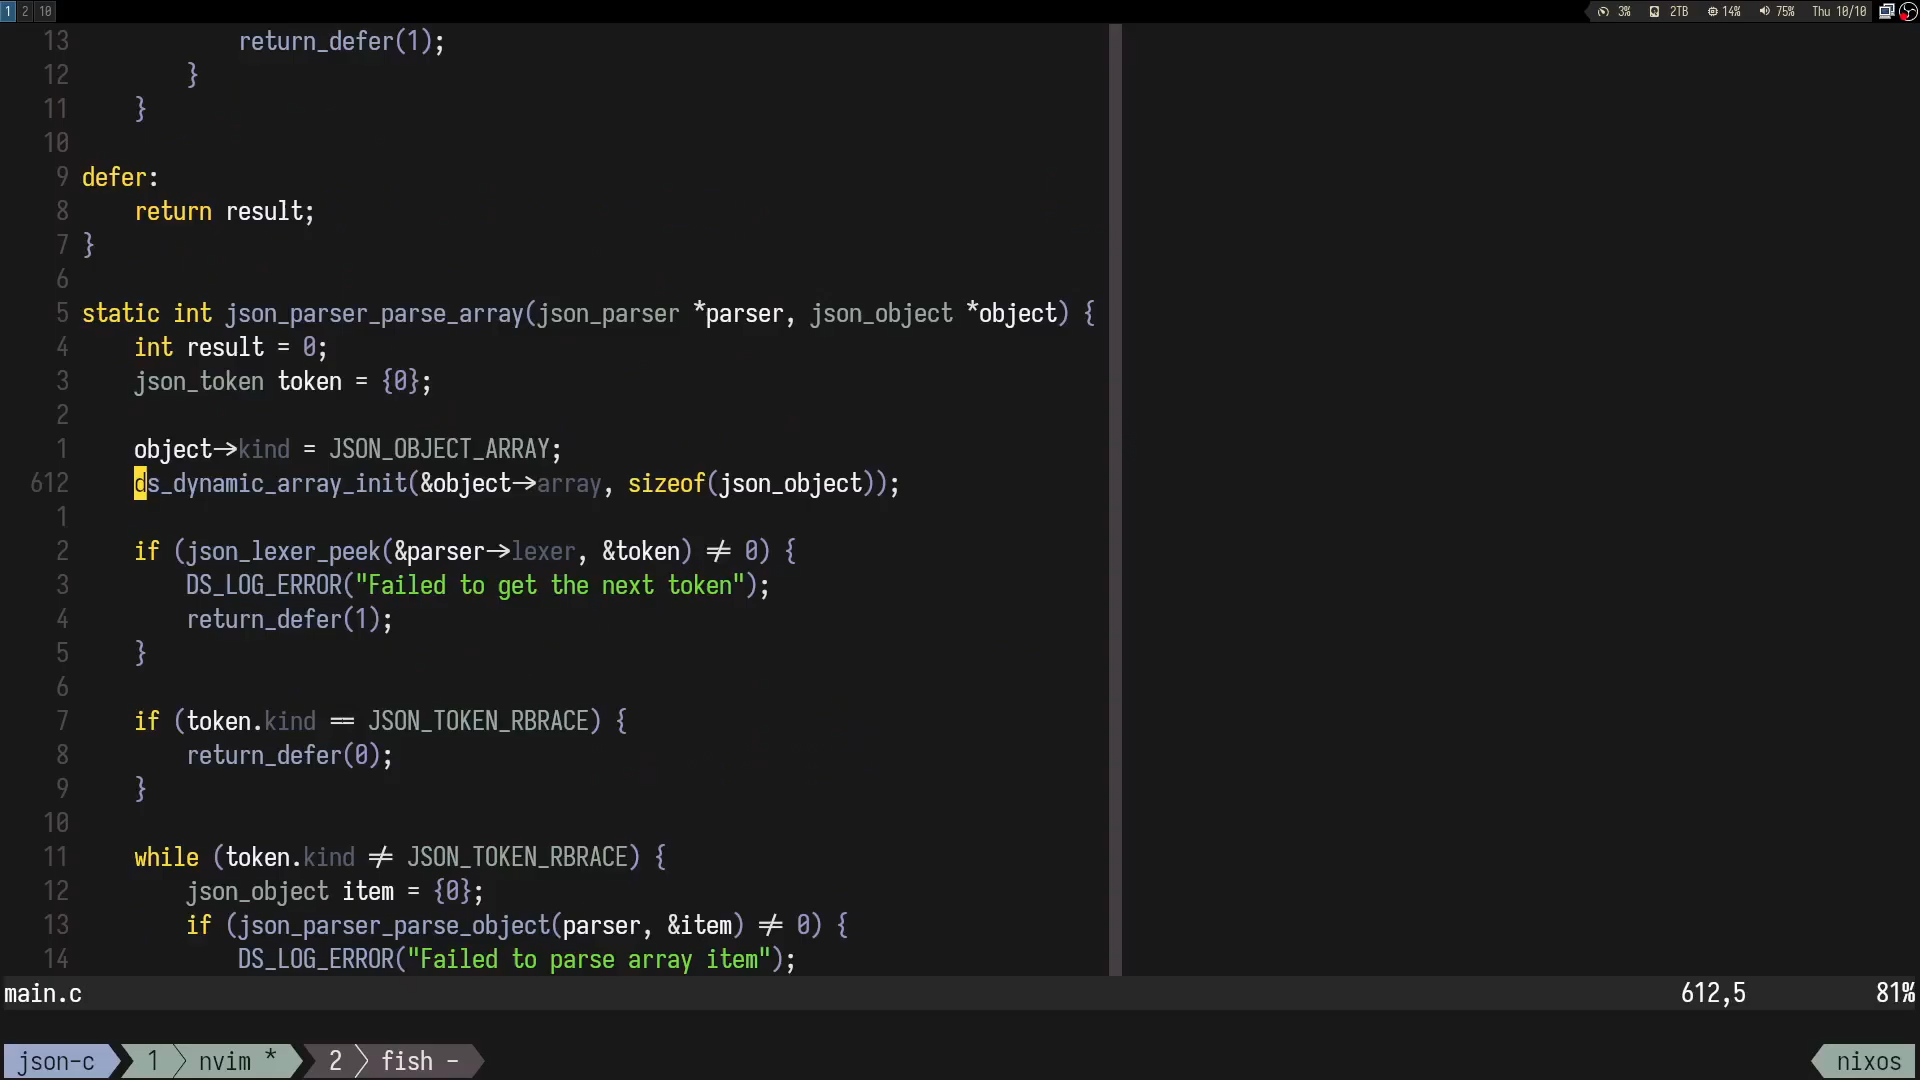 1 2 10 3% 2TB 14% 75% Thu 10/10
13 return_defer(1);
12 }
11 }
10
9 defer:
8 return result;
7 }
6
5 static int json_parser_parse_array(json_parser *parser, json_object *object) {
4 int result = 0;
3 json_token token = {0};
2
1 object->kind = JSON_OBJECT_ARRAY;
612 ds_dynamic_array_init(&object->array, sizeof(json_object));
1
2 if (json_lexer_peek(&parser->lexer, &token) != 0) {
3 DS_LOG_ERROR("Failed to get the next token");
4 return_defer(1);
5 }
6
7 if (token.kind == JSON_TOKEN_RBRACE) {
8 return_defer(0);
9 }
10
11 while (token.kind != JSON_TOKEN_RBRACE) {
12 json_object item = {0};
13 if (json_parser_parse_object(parser, &item) != 0) {
14 DS_LOG_ERROR("Failed to parse array item");
main.c 612,5 81%
json-c 1 nvim * 2 fish - nixos